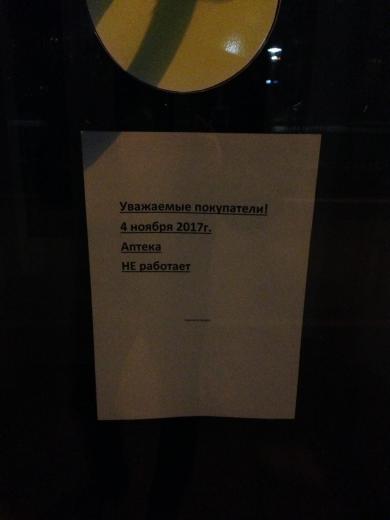 Уважаемые покупатели!
4 ноября 2017г.
Аптека
НЕ работает